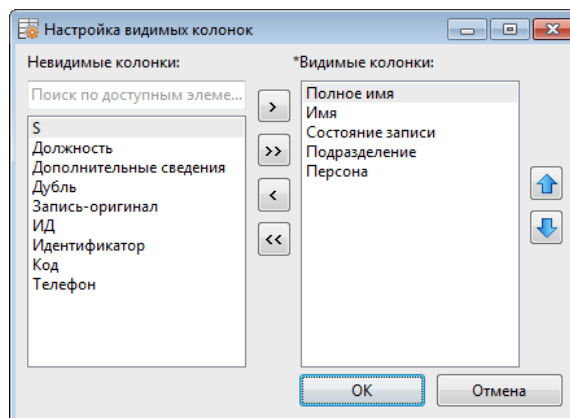 Настройка видимых колонок
Невидимые колонки:
Поиск по доступным элеме...
S
Должность
Дополнительные сведения
Дубль
Запись-оригинал
ИД
Идентификатор
Код
Телефон
>
>>
<
<<
*Видимые колонки:
Полное имя
Имя
Состояние записи
Подразделение
Персона
ОК
Отмена